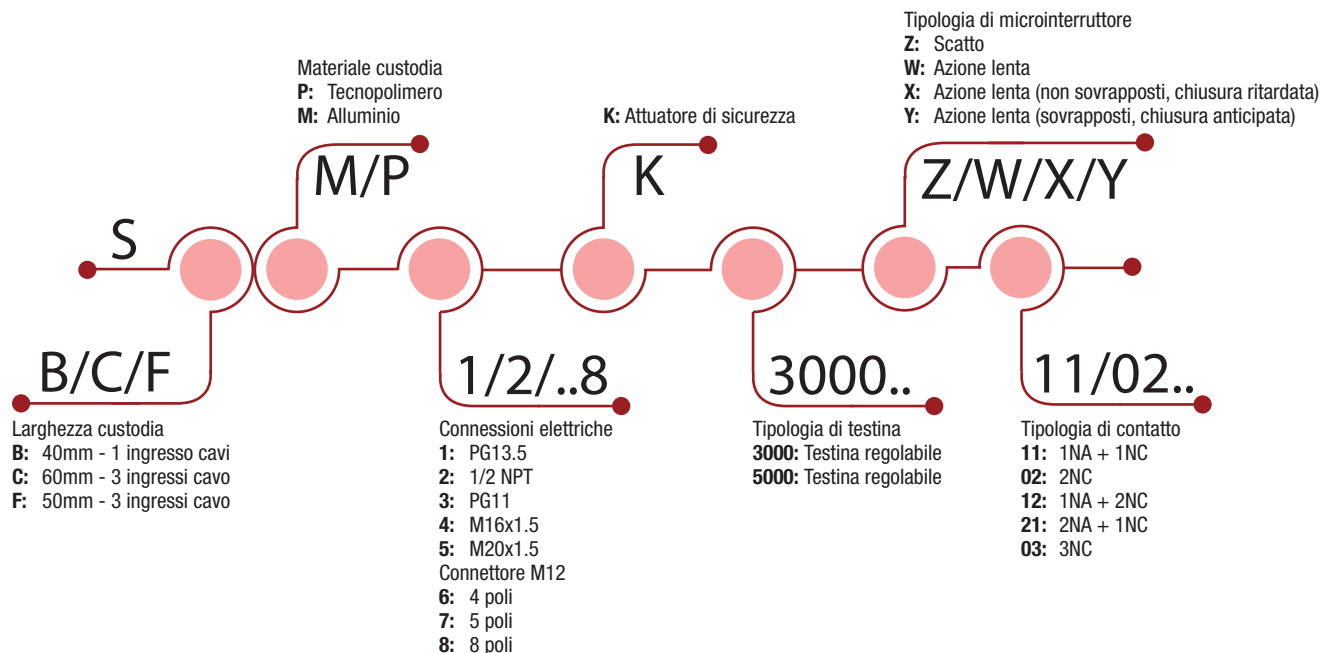 Tipologia di microinterruttore
Z: Scatto
W: Azione lenta
X: Azione lenta (non sovrapposti, chiusura ritardata)
Y: Azione lenta (sovrapposti, chiusura anticipata)
Materiale custodia
P: Tecnopolimero
M: Alluminio
K: Attuatore di sicurezza
M/P
K
Z/W/X/Y
S
B/C/F
1/2/..8
3000..
11/02..
Larghezza custodia
B: 40mm - 1 ingresso cavi
C: 60mm - 3 ingressi cavo
F: 50mm - 3 ingressi cavo
Connessioni elettriche
1: PG13.5
2: 1/2 NPT
3: PG11
4: M16x1.5
5: M20x1.5
Connettore M12
6: 4 poli
7: 5 poli
8: 8 poli
Tipologia di testina
3000: Testina regolabile
5000: Testina regolabile
Tipologia di contatto
11: 1NA + 1NC
02: 2NC
12: 1NA + 2NC
21: 2NA + 1NC
03: 3NC